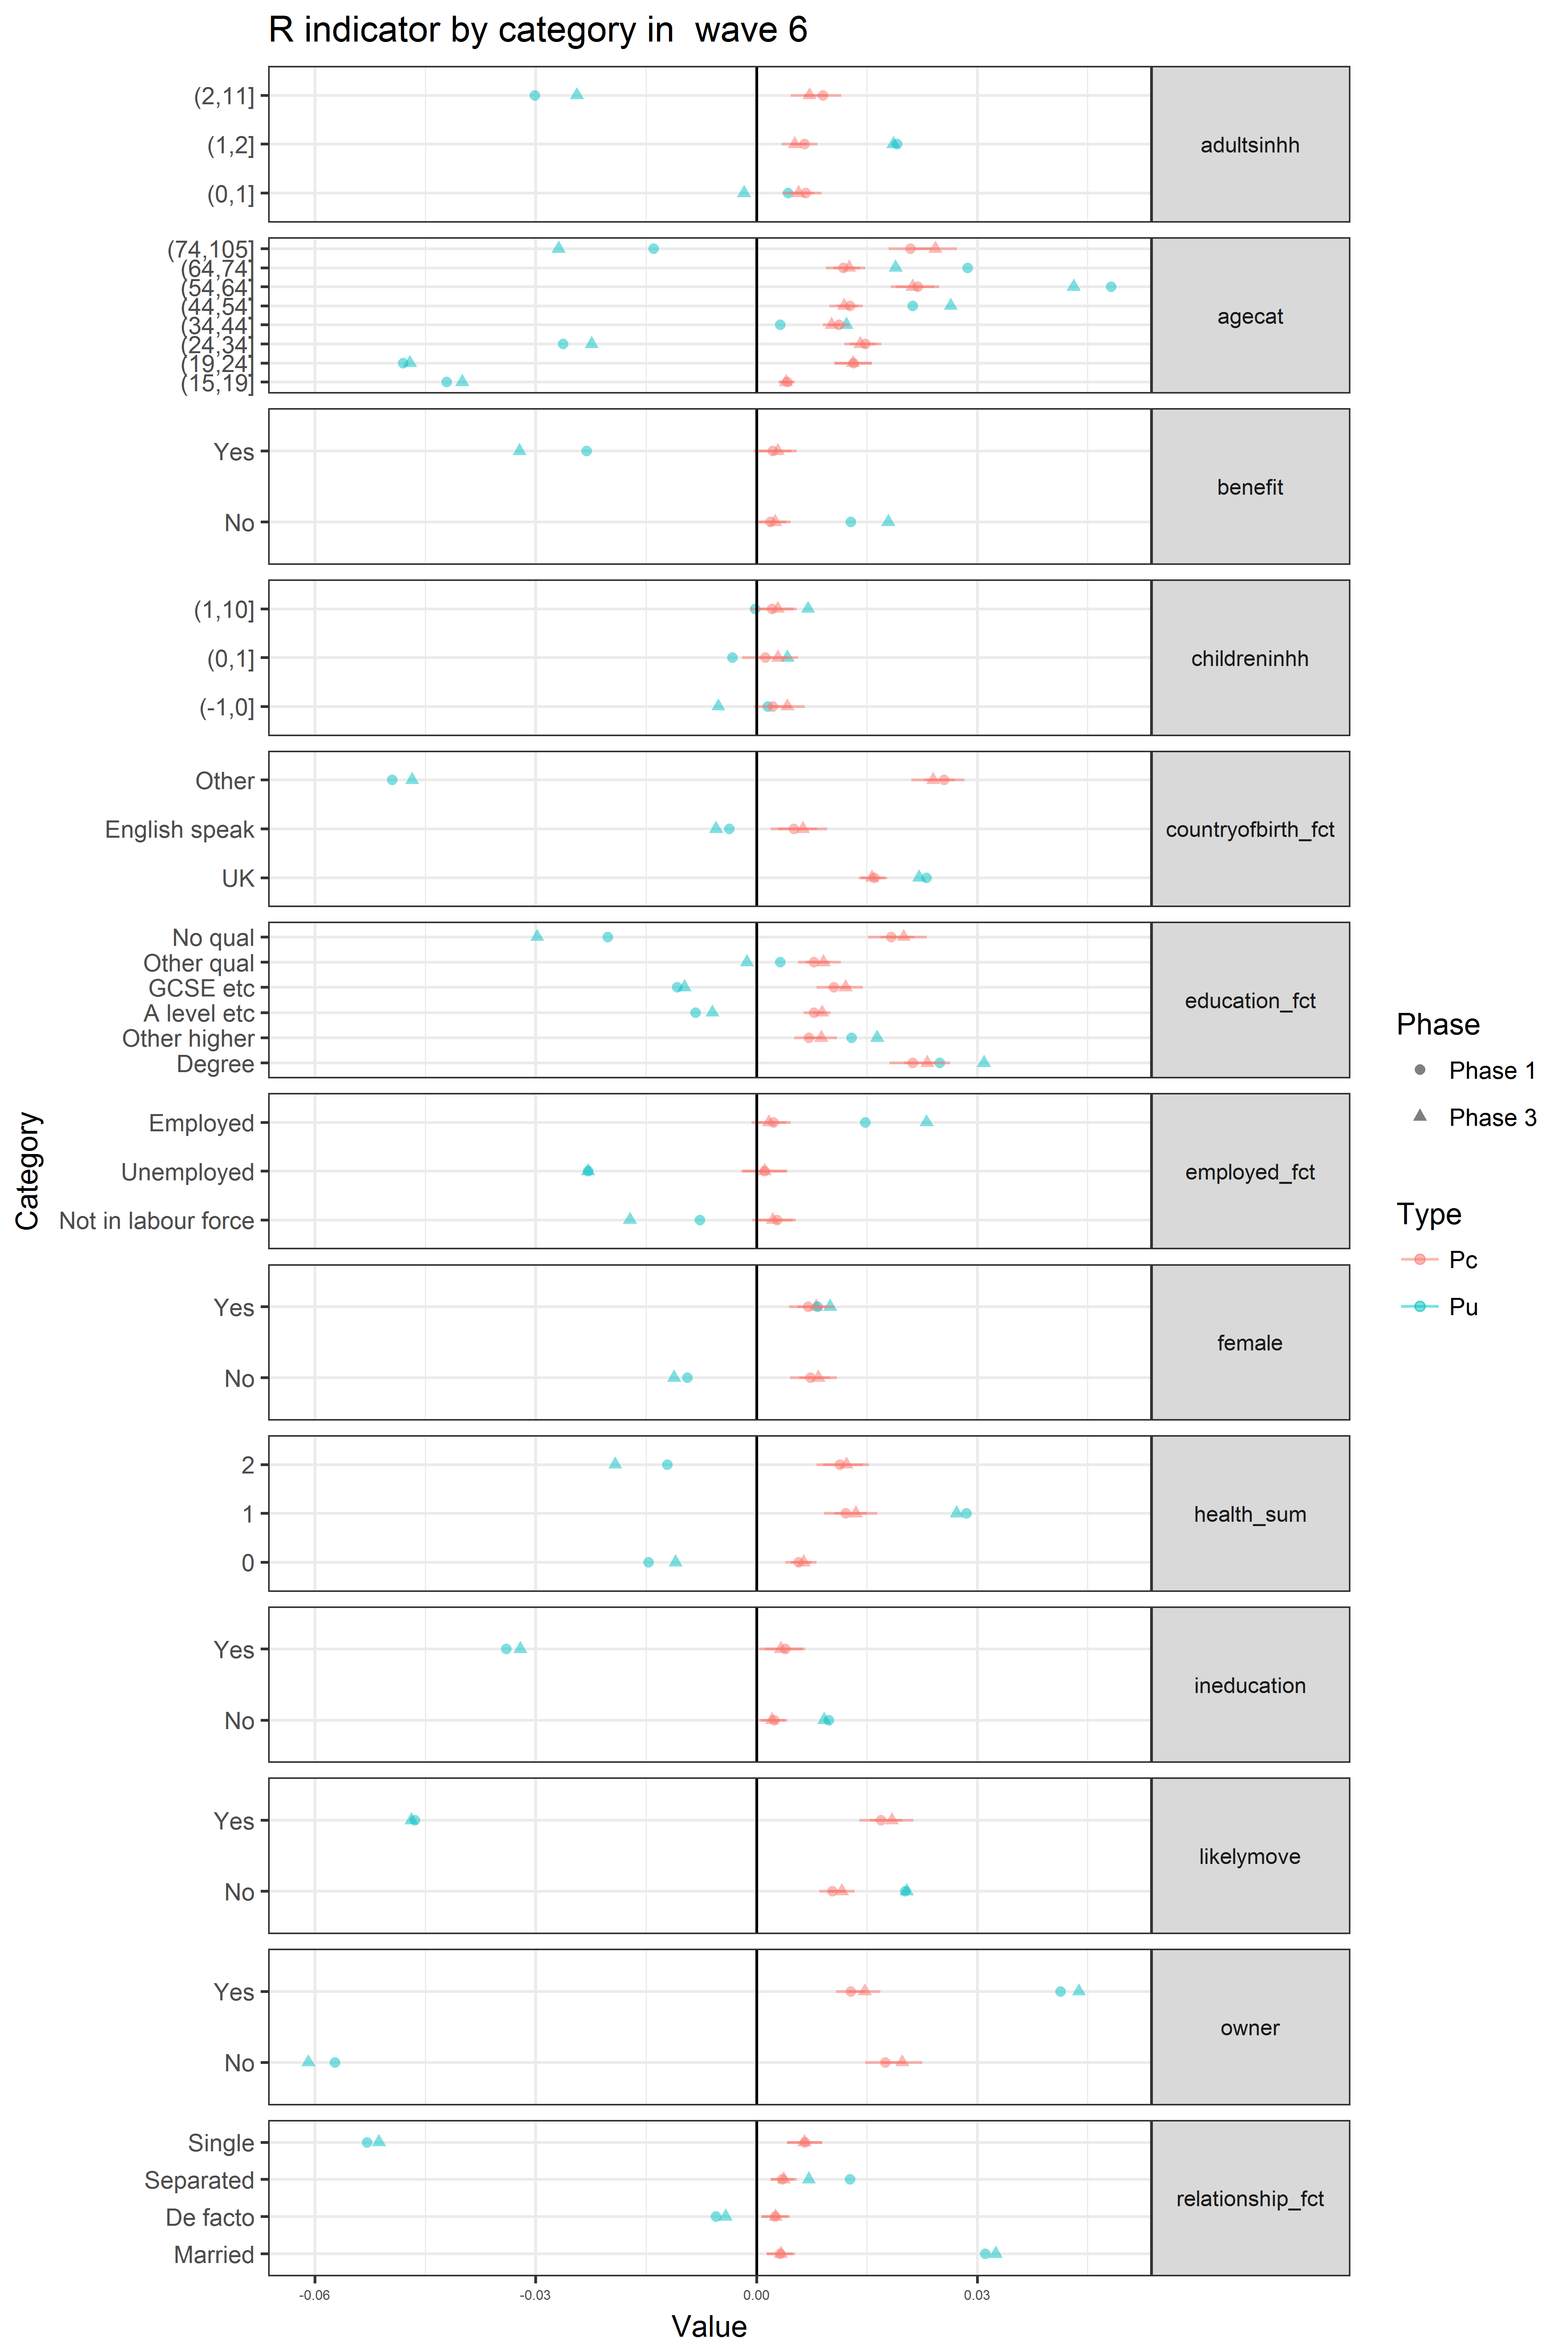 R indicator by category in  wave 6
(2,11]
(1,2]
(0,1]
adultsinhh
(74,105]
(64,74]
(54,64]
(44,54]
(34,44]
(24,34]
(19,24]
(15,19]
agecat
Yes
No
benefit
(1,10]
(0,1]
(-1,0]
childreninhh
Other
English speak
UK
countryofbirth_fct
No qual
Other qual
GCSE etc
A level etc
Other higher
Degree
education_fct
Employed
Unemployed
Not in labour force
employed_fct
Yes
No
female
2
1
0
health_sum
Yes
No
ineducation
Yes
No
likelymove
Yes
No
owner
Single
Separated
De facto
Married
relationship_fct
-0.06
-0.03
0.00
0.03
Value
Category
Phase
Phase 1
Phase 3
Type
Pc
Pu